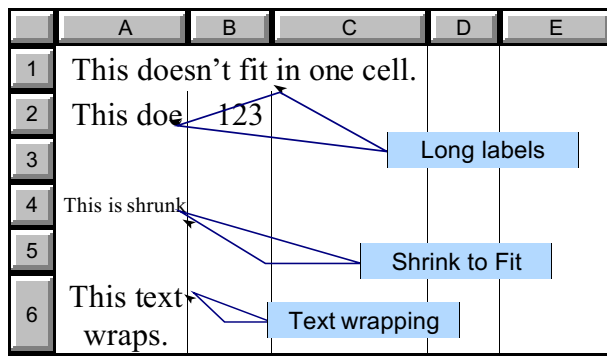 A B C D E
1 This doesn't fit in one cell.
2 This doe 123
Long labels
3
4 This is shrunk
5 Shrink to Fit
6 This text
wraps.
Text wrapping